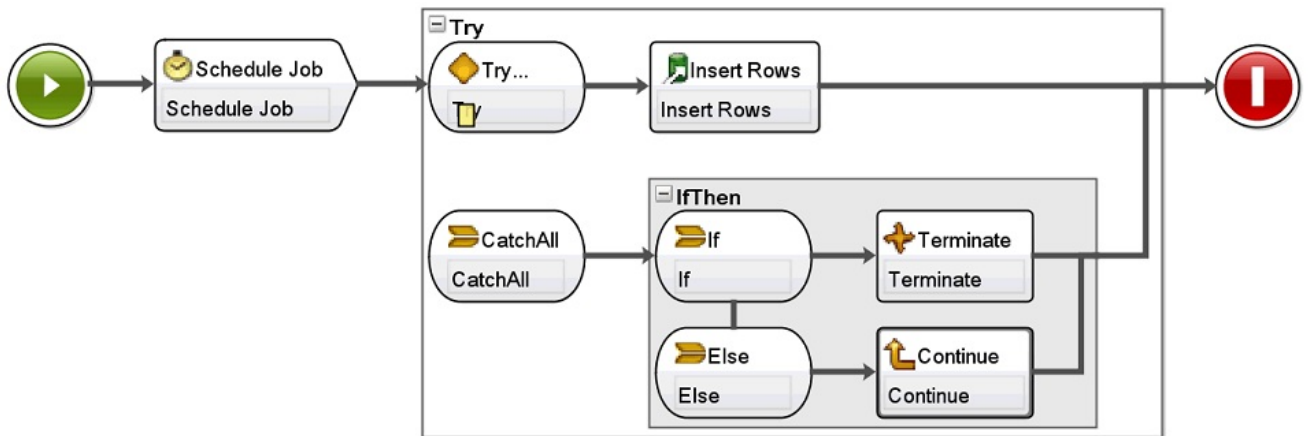 Try
Schedule Job
Schedule Job
Try...
Try
Insert Rows
Insert Rows
IfThen
CatchAll
CatchAll
If
If
Terminate
Terminate
Else
Else
Continue
Continue